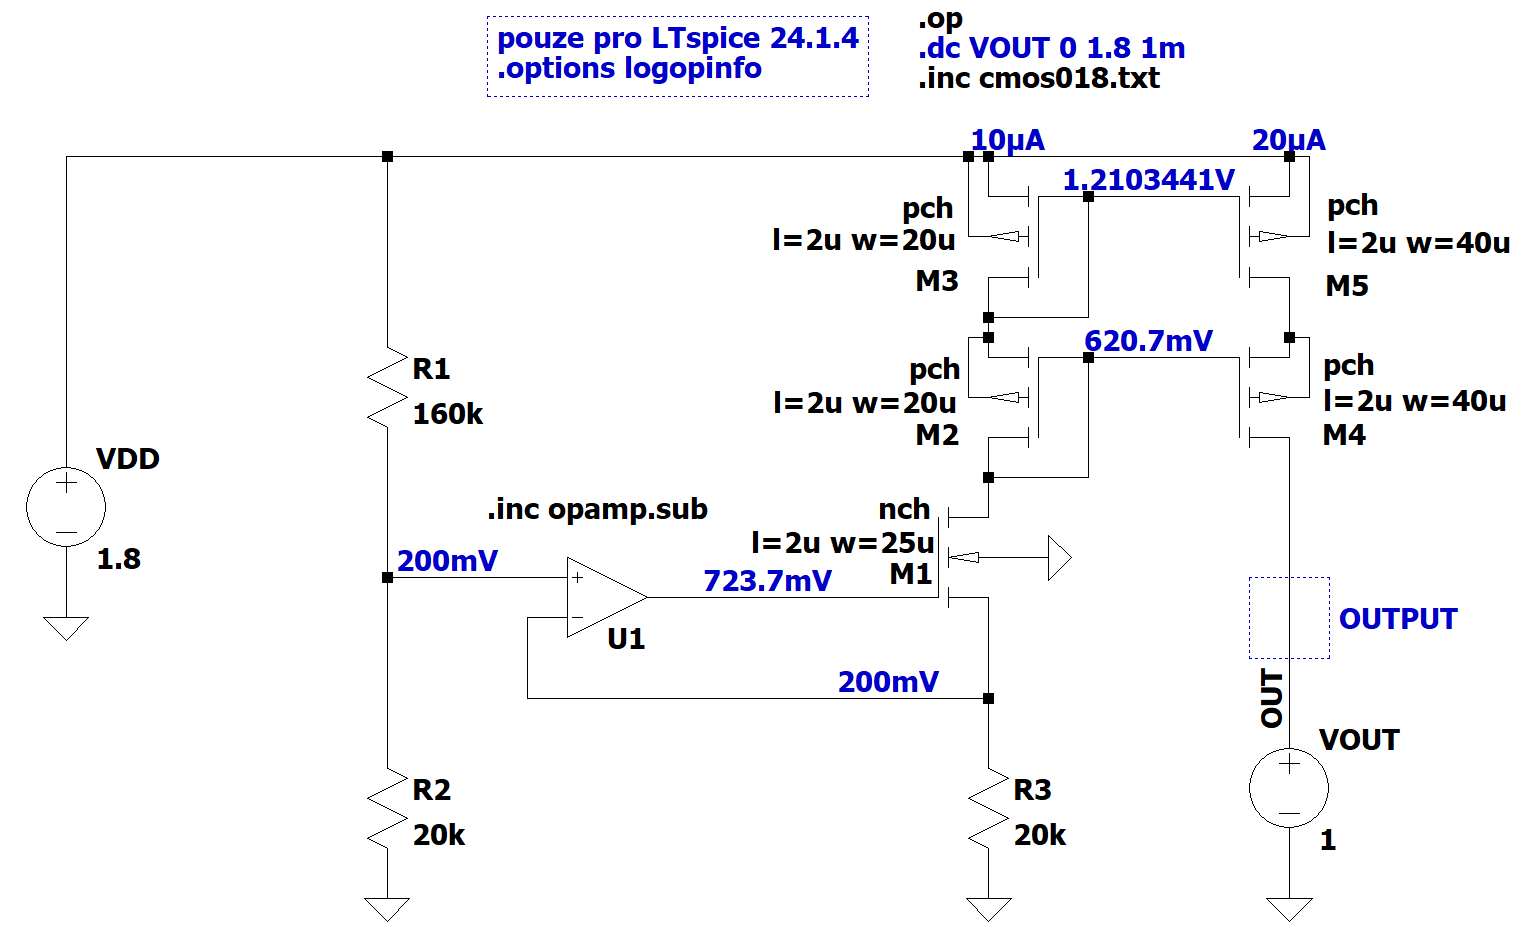 pouze pro LTspice 24.1.4
.options logopinfo
.op
.dc VOUT 0 1.8 1m
.inc cmos018.txt
10µA
20µA
1.2103441V
pch
l=2u w=20u
M3
pch
l=2u w=40u
M5
620.7mV
pch
l=2u w=20u
M2
pch
l=2u w=40u
M4
R1
160k
VDD
+
−
1.8
.inc opamp.sub
nch
l=2u w=25u
M1
200mV
723.7mV
+
−
U1
200mV
OUTPUT
OUT
R2
20k
R3
20k
VOUT
+
−
1